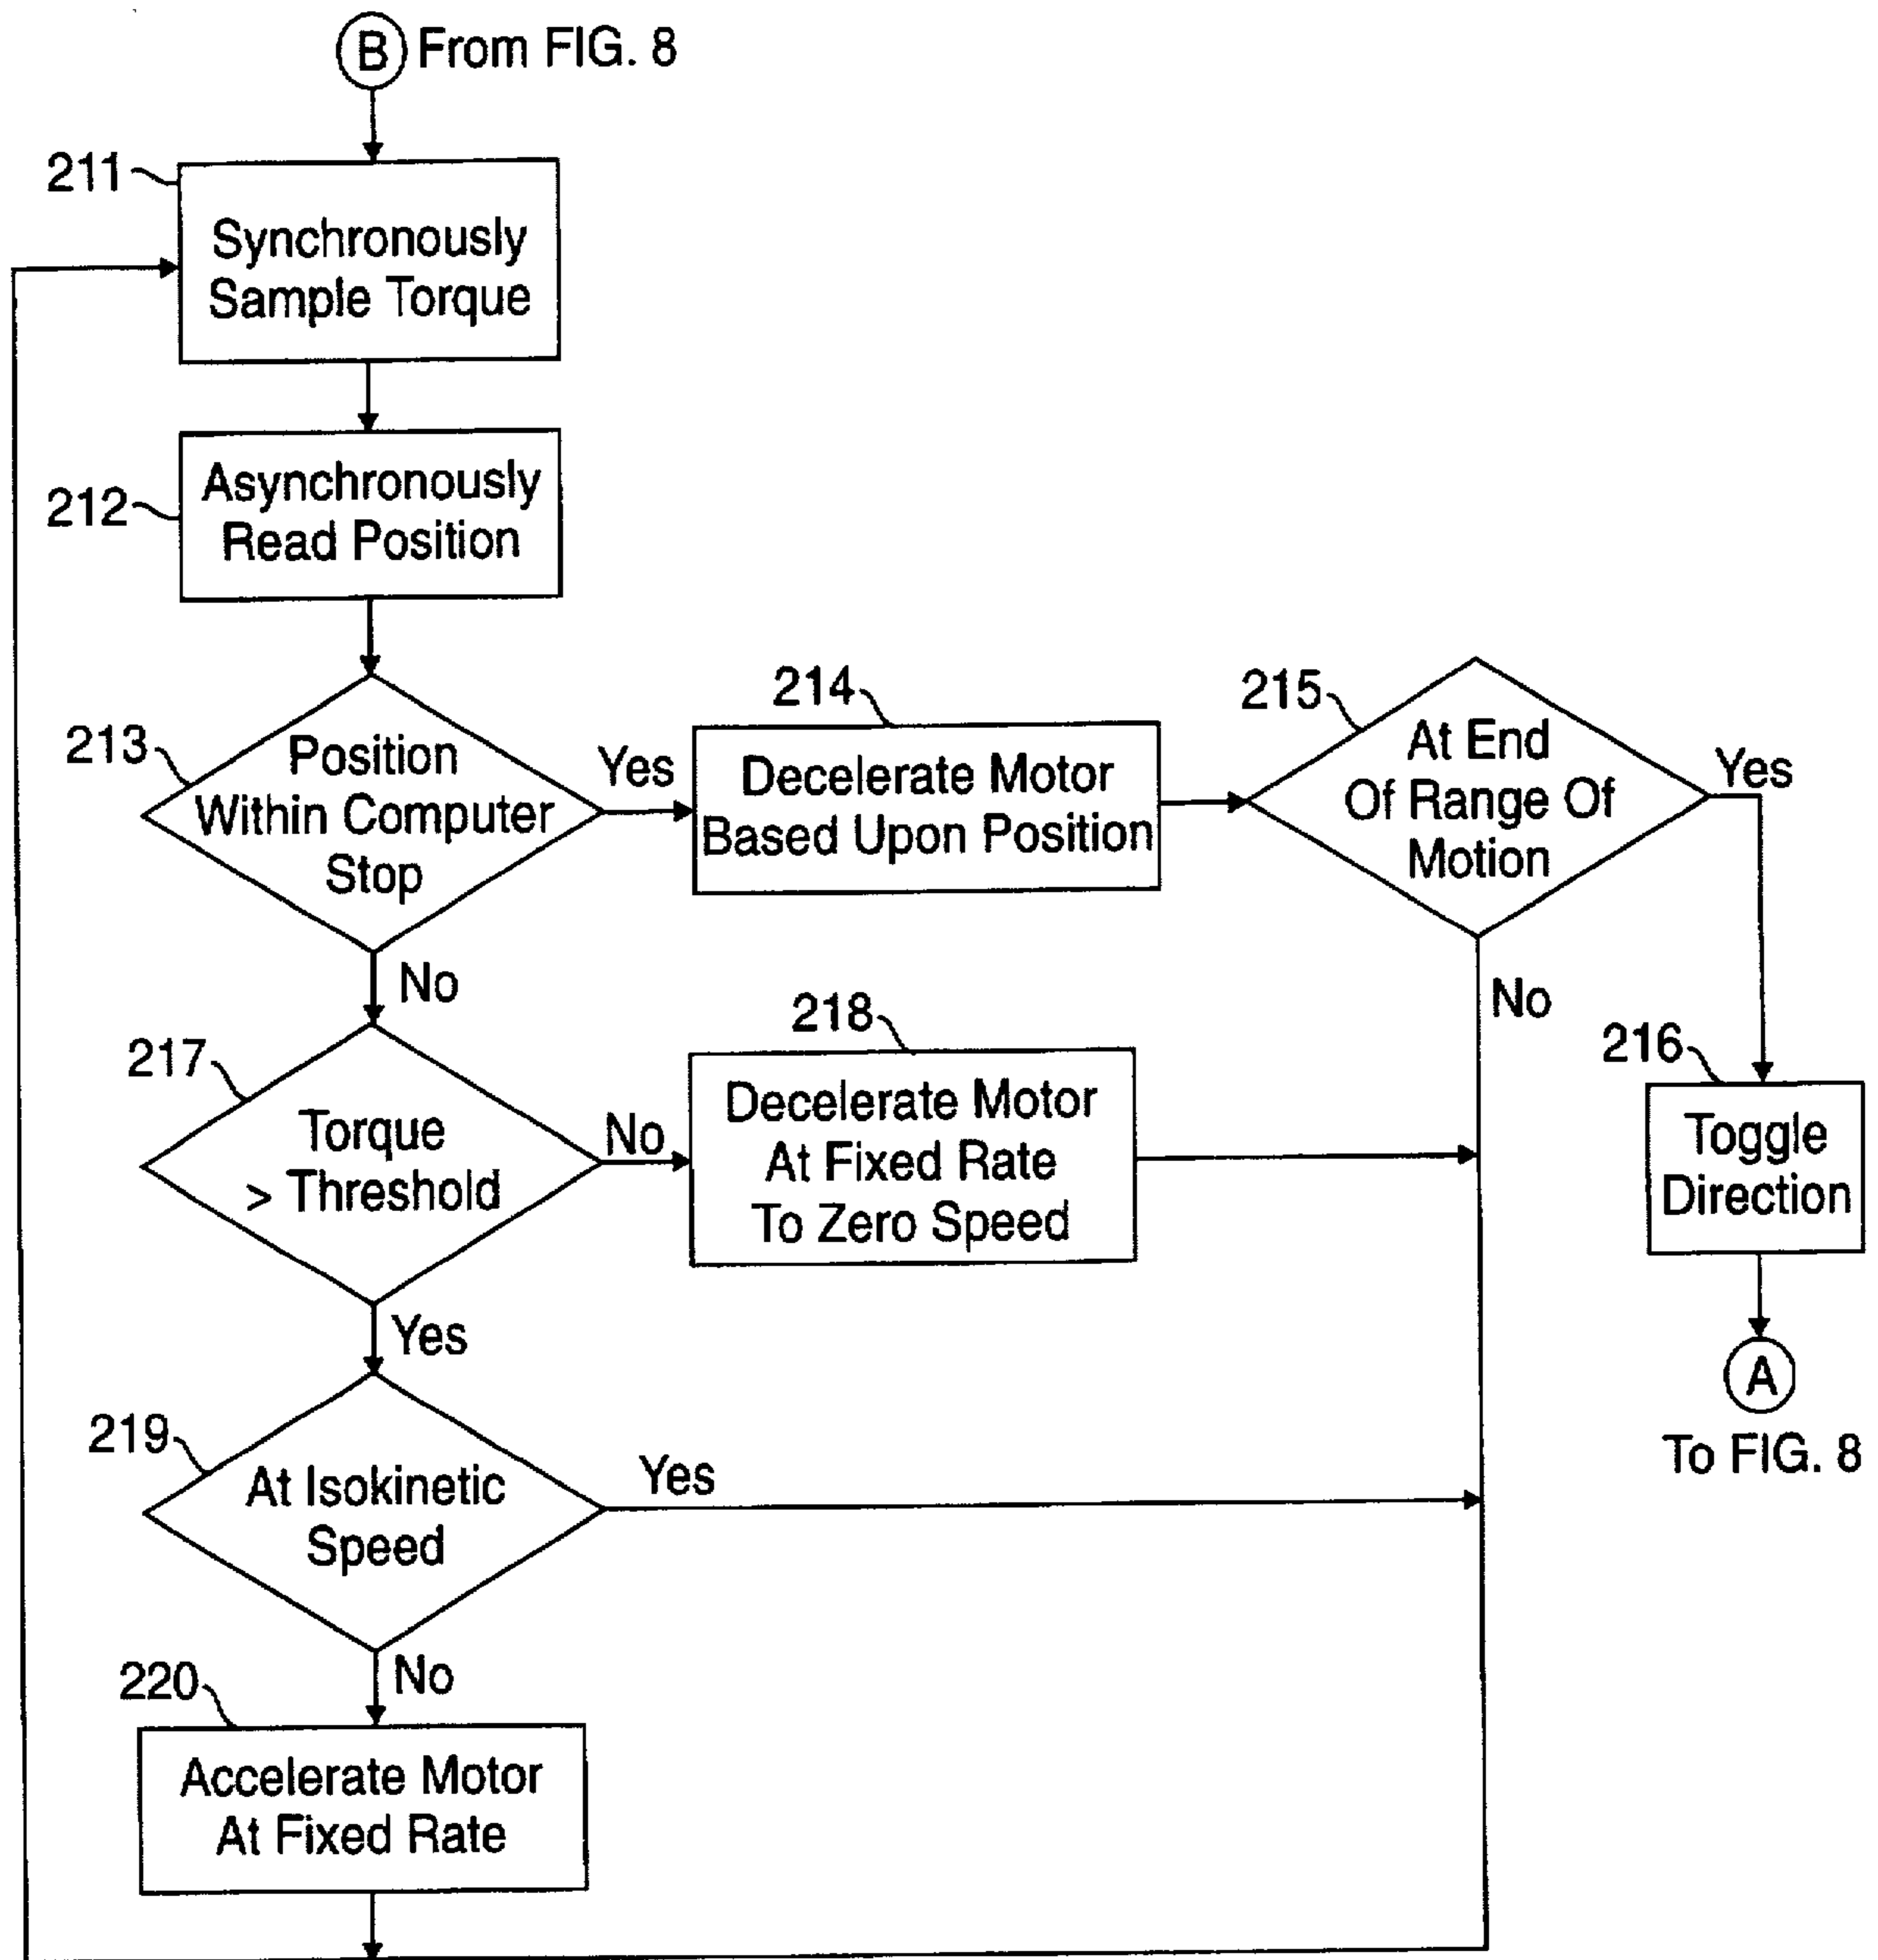 B From FIG. 8
211
Synchronously
Sample Torque
212
Asynchronously
Read Position
213
Position
Within Computer
Stop
Yes
214
Decelerate Motor
Based Upon Position
215
At End
Of Range Of
Motion
Yes
No
No
216
Toggle
Direction
A
To FIG. 8
217
Torque
> Threshold
No
218
Decelerate Motor
At Fixed Rate
To Zero Speed
Yes
219
At Isokinetic
Speed
Yes
No
220
Accelerate Motor
At Fixed Rate